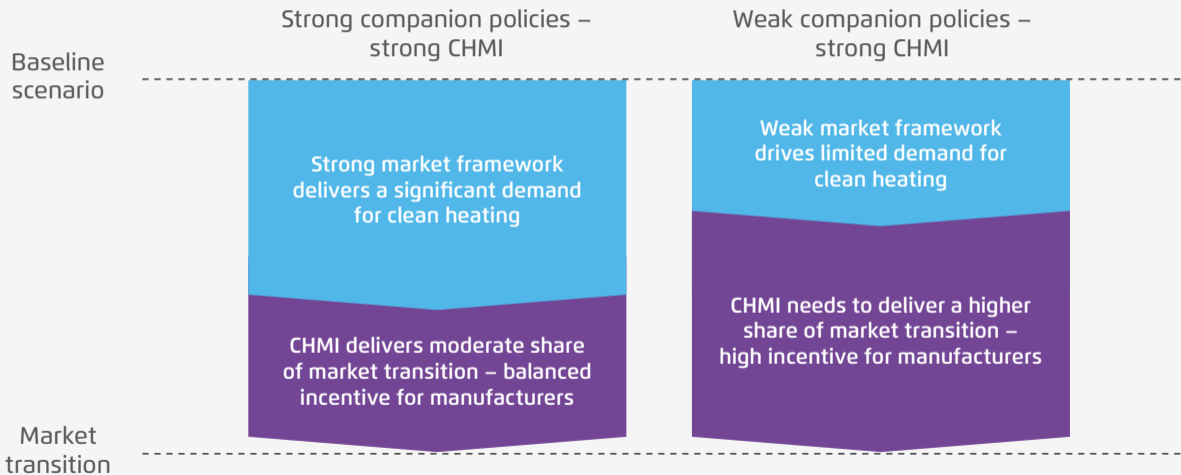 Strong companion policies –
strong CHMI
Weak companion policies –
strong CHMI
Baseline
scenario
Strong market framework
delivers a significant demand
for clean heating
Weak market framework
drives limited demand for
clean heating
CHMI delivers moderate share
of market transition – balanced
incentive for manufacturers
CHMI needs to deliver a higher
share of market transition –
high incentive for manufacturers
Market
transition